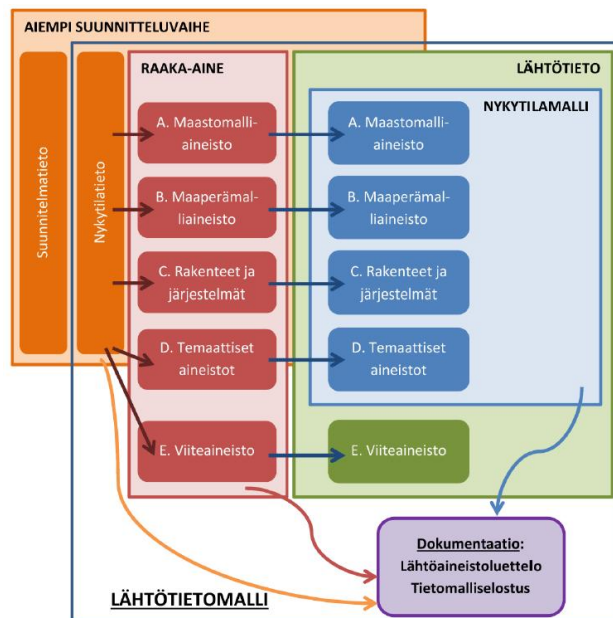 AIEMPI SUUNNITTELUVAIHE
Suunnitelmatieto
Nykytilatieto
RAAKA-AINE
A. Maastomalli-
aineisto
B. Maaperämal-
liaineisto
C. Rakenteet ja
järjestelmät
D. Temaattiset
aineistot
E. Viiteaineisto
LÄHTÖTIETO
NYKYTILAMALLI
A. Maastomalli-
aineisto
B. Maaperämal-
liaineisto
C. Rakenteet ja
järjestelmät
D. Temaattiset
aineistot
E. Viiteaineisto
Dokumentaatio:
Lähtöaineistoluettelo
Tietomalliselostus
LÄHTÖTIETOMALLI